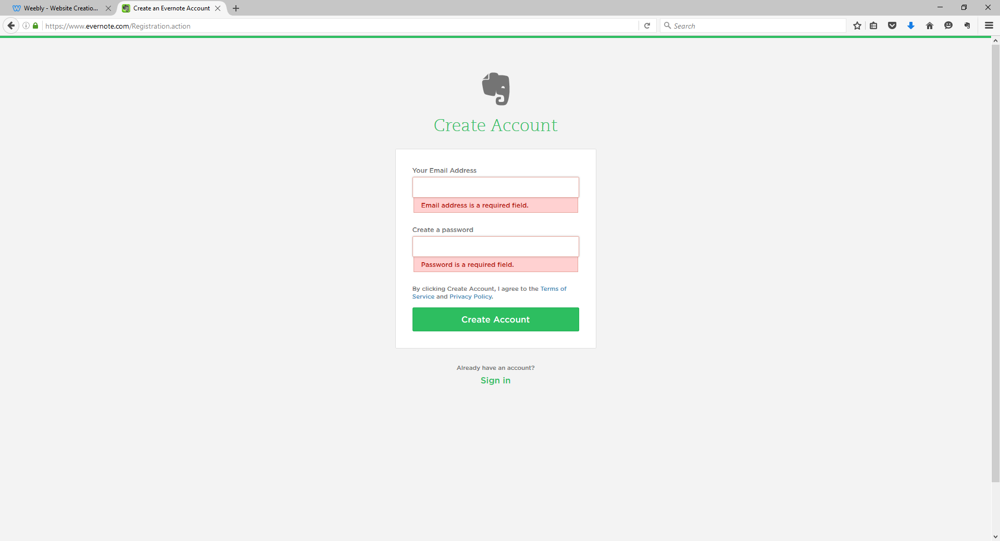 Weebly - Website Creatio...
Create an Evernote Account
https://www.evernote.com/Registration.action
Search
Create Account
Your Email Address
Email address is a required field.
Create a password
Password is a required field.
By clicking Create Account, I agree to the Terms of
Service and Privacy Policy.
Create Account
Already have an account?
Sign in